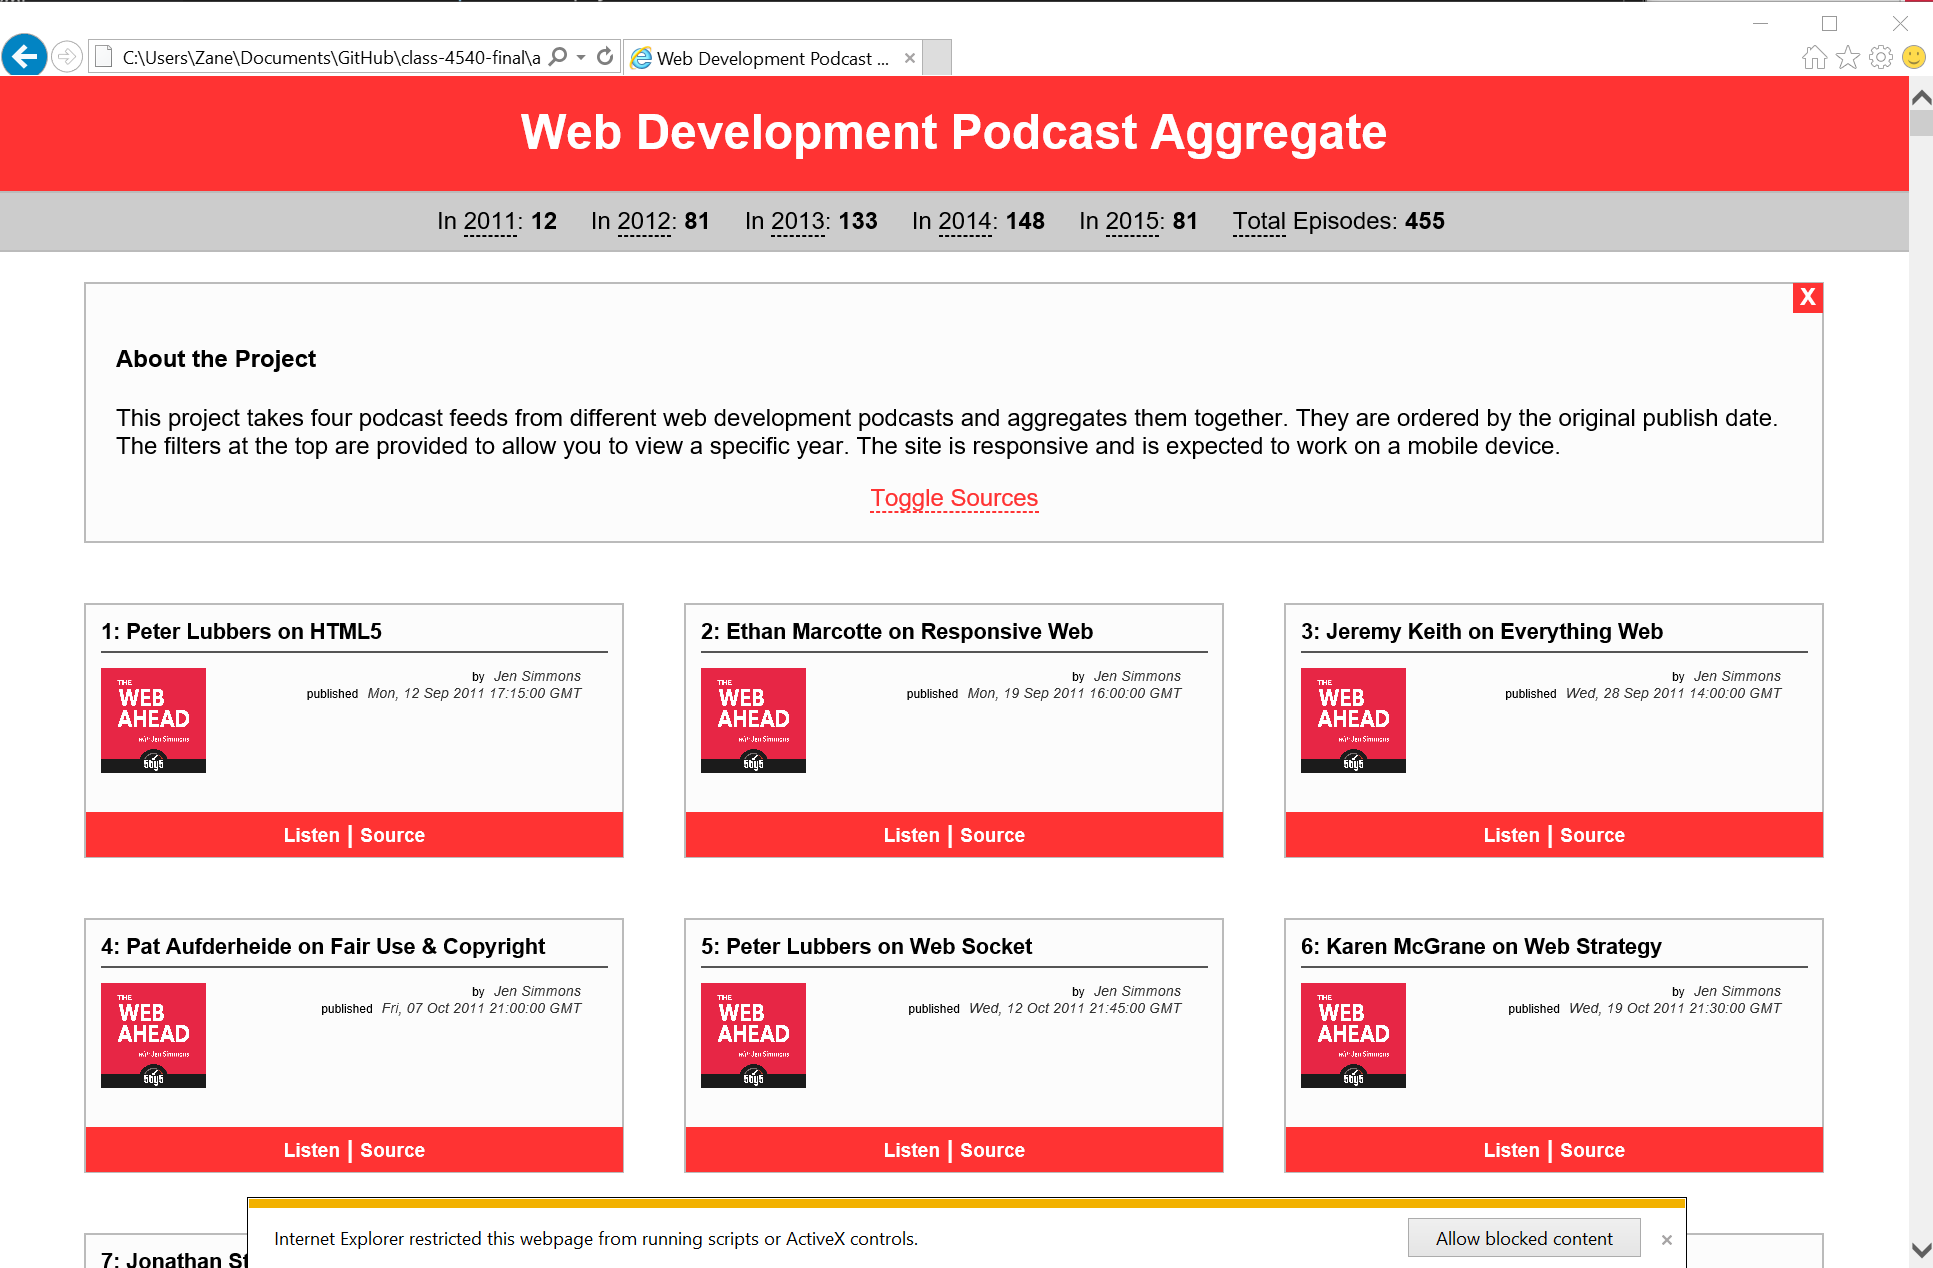 C:\Users\Zane\Documents\GitHub\class-4540-final\a
Web Development Podcast ...
Web Development Podcast Aggregate
In 2011: 12 In 2012: 81 In 2013: 133 In 2014: 148 In 2015: 81 Total Episodes: 455
X
About the Project
This project takes four podcast feeds from different web development podcasts and aggregates them together. They are ordered by the original publish date.
The filters at the top are provided to allow you to view a specific year. The site is responsive and is expected to work on a mobile device.
Toggle Sources
1: Peter Lubbers on HTML5
by Jen Simmons
published Mon, 12 Sep 2011 17:15:00 GMT
THE
WEB
AHEAD
with Jen Simmons
5by5
Listen | Source
2: Ethan Marcotte on Responsive Web
by Jen Simmons
published Mon, 19 Sep 2011 16:00:00 GMT
THE
WEB
AHEAD
with Jen Simmons
5by5
Listen | Source
3: Jeremy Keith on Everything Web
by Jen Simmons
published Wed, 28 Sep 2011 14:00:00 GMT
THE
WEB
AHEAD
with Jen Simmons
5by5
Listen | Source
4: Pat Aufderheide on Fair Use & Copyright
by Jen Simmons
published Fri, 07 Oct 2011 21:00:00 GMT
THE
WEB
AHEAD
with Jen Simmons
5by5
Listen | Source
5: Peter Lubbers on Web Socket
by Jen Simmons
published Wed, 12 Oct 2011 21:45:00 GMT
THE
WEB
AHEAD
with Jen Simmons
5by5
Listen | Source
6: Karen McGrane on Web Strategy
by Jen Simmons
published Wed, 19 Oct 2011 21:30:00 GMT
THE
WEB
AHEAD
with Jen Simmons
5by5
Listen | Source
7: Jonathan St
Internet Explorer restricted this webpage from running scripts or ActiveX controls.
Allow blocked content